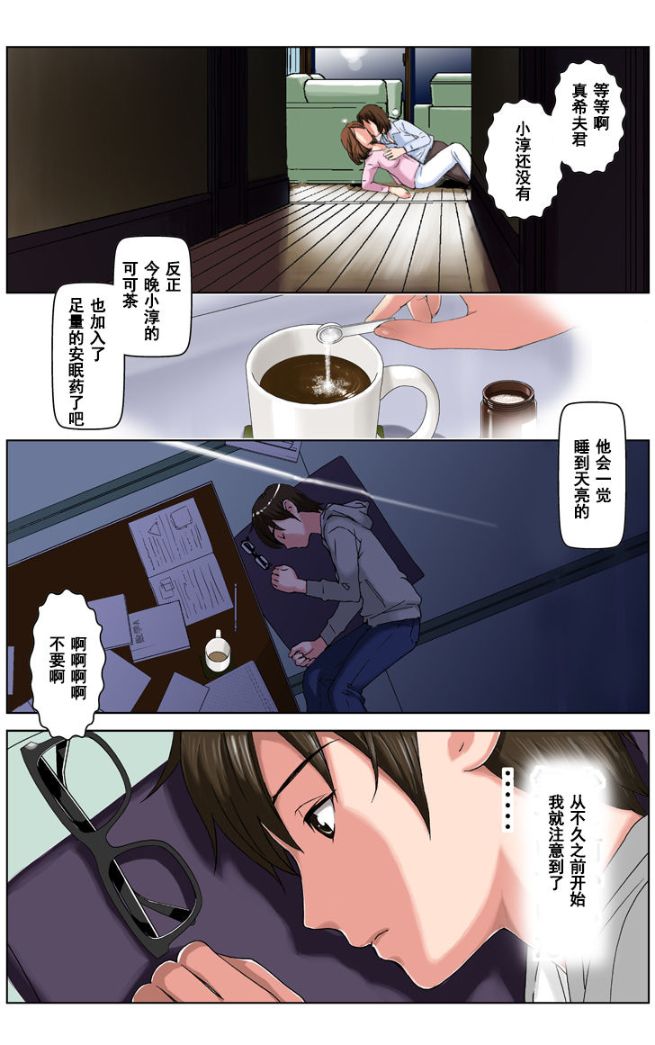 等等啊
真希夫君
小淳还没有
反正
今晚小淳的
可可茶
也加入了
足量的安眠药了吧
他会一觉
睡到天亮的
啊啊啊啊
不要啊
……
从不久之前开始
我就注意到了